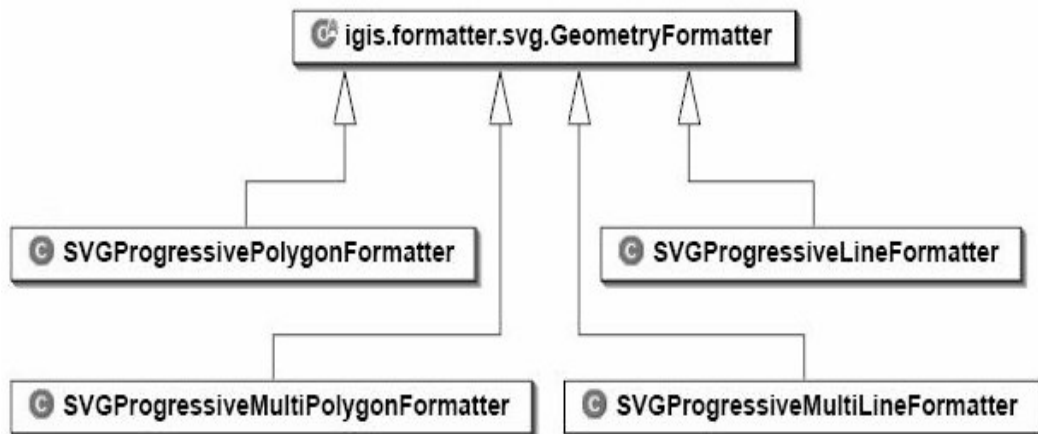 igis.formatter.svg.GeometryFormatter
C SVGProgressivePolygonFormatter
C SVGProgressiveLineFormatter
C SVGProgressiveMultiPolygonFormatter
C SVGProgressiveMultiLineFormatter